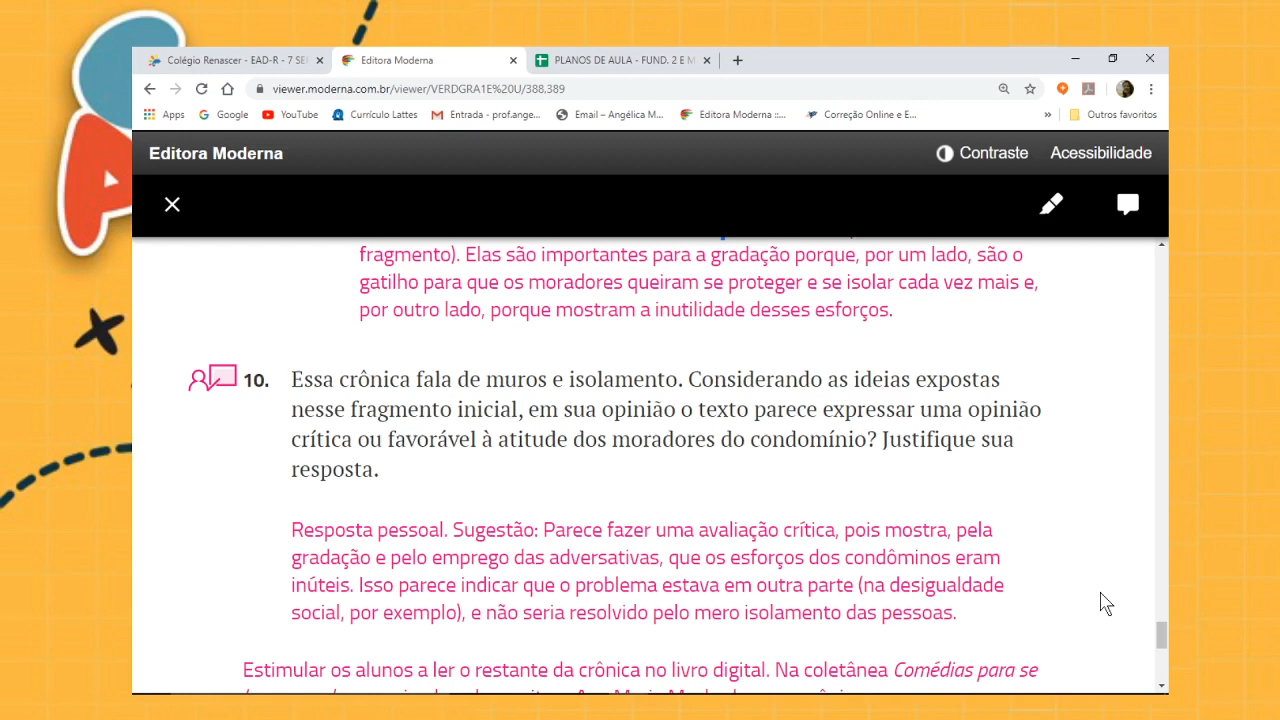 Colégio Renascer - EAD-R - 7 SE
Editora Moderna
PLANOS DE AULA - FUND. 2 E M
viewer.moderna.com.br/viewer/VERDGRA1E%20U/388,389
Apps
Google
YouTube
Currículo Lattes
Entrada - prof.ange...
Email – Angélica M...
Editora Moderna ::...
Correção Online e E...
»
Outros favoritos
Editora Moderna
Contraste
Acessibilidade
fragmento). Elas são importantes para a gradação porque, por um lado, são o
gatilho para que os moradores queiram se proteger e se isolar cada vez mais e,
por outro lado, porque mostram a inutilidade desses esforços.
10. Essa crônica fala de muros e isolamento. Considerando as ideias expostas
nesse fragmento inicial, em sua opinião o texto parece expressar uma opinião
crítica ou favorável à atitude dos moradores do condomínio? Justifique sua
resposta.
Resposta pessoal. Sugestão: Parece fazer uma avaliação crítica, pois mostra, pela
gradação e pelo emprego das adversativas, que os esforços dos condôminos eram
inúteis. Isso parece indicar que o problema estava em outra parte (na desigualdade
social, por exemplo), e não seria resolvido pelo mero isolamento das pessoas.
Estimular os alunos a ler o restante da crônica no livro digital. Na coletânea Comédias para se